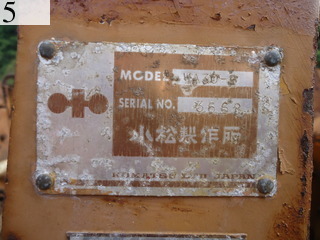 5
MODEL
SERIAL NO.
小松製作所
KOMATSU LTD JAPAN